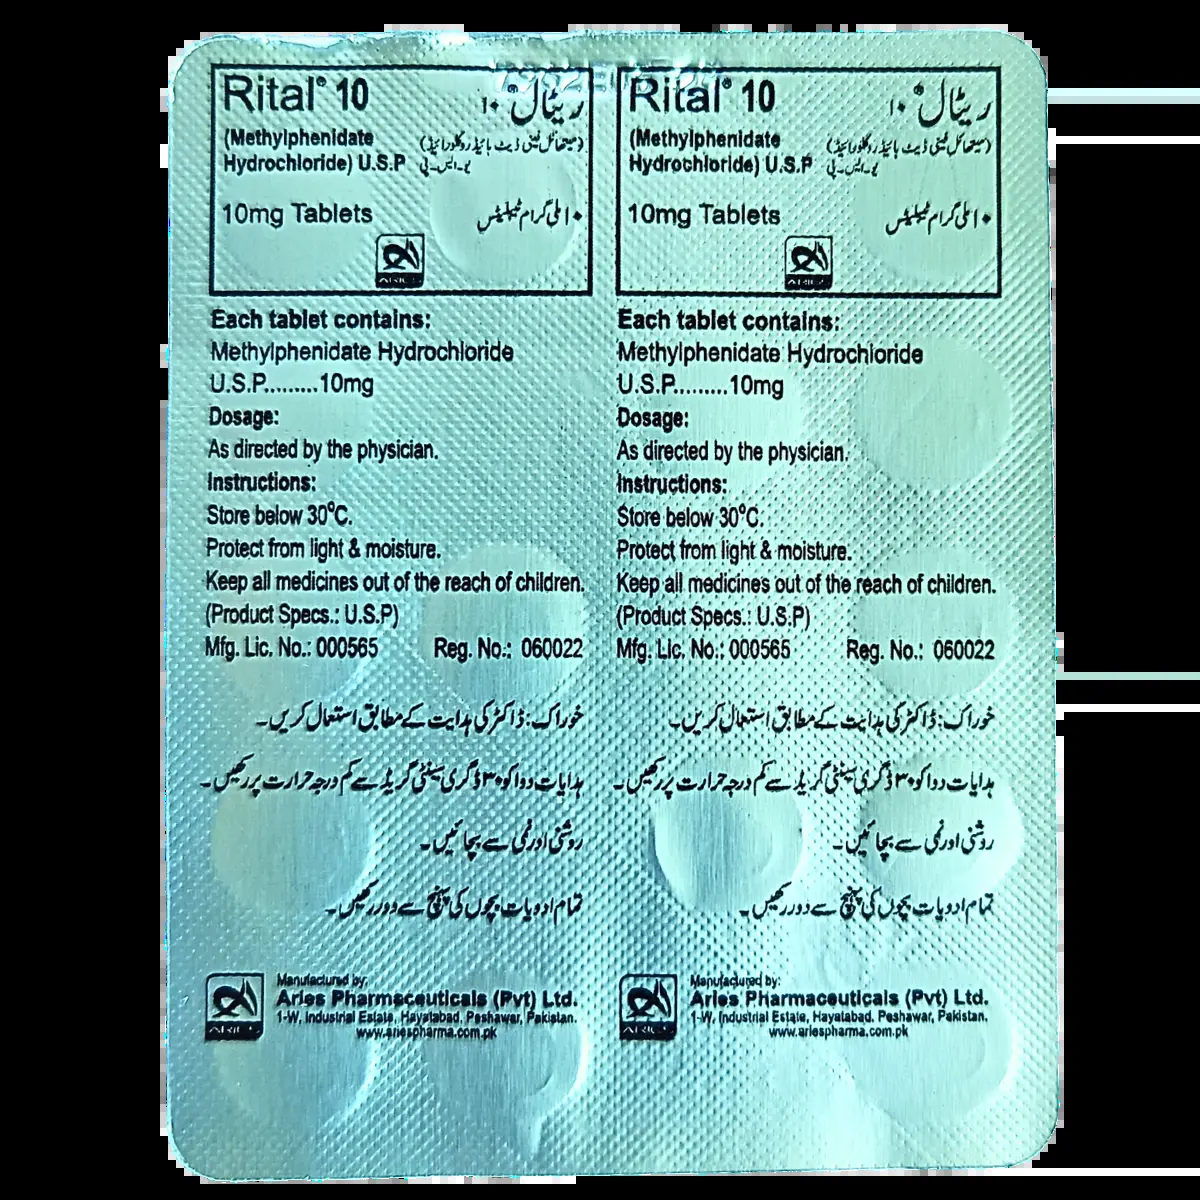 Rital® 10
ریٹال® ۱۰
(Methylphenidate
Hydrochloride) U.S.P
(میتھائل فینی ڈیٹ ہائیڈروکلورائیڈ)
یو۔ایس۔پی
10mg Tablets
۱۰ ملی گرام ٹیبلیٹس
ARIES
Each tablet contains:
Methylphenidate Hydrochloride
U.S.P.........10mg
Dosage:
As directed by the physician.
Instructions:
Store below 30°C.
Protect from light & moisture.
Keep all medicines out of the reach of children.
(Product Specs.: U.S.P)
Mfg. Lic. No.: 000565 Reg. No.: 060022
خوراک: ڈاکٹر کی ہدایت کے مطابق استعمال کریں۔
ہدایات دوا کو ۳۰ ڈگری سینٹی گریڈ سے کم درجہ حرارت پر رکھیں۔
روشنی اور نمی سے بچائیں۔
تمام ادویات بچوں کی پہنچ سے دور رکھیں۔
ARIES
Manufactured by:
Aries Pharmaceuticals (Pvt) Ltd.
1-W, Industrial Estate, Hayatabad, Peshawar, Pakistan.
www.ariespharma.com.pk
Rital® 10
ریٹال® ۱۰
(Methylphenidate
Hydrochloride) U.S.P
(میتھائل فینی ڈیٹ ہائیڈروکلورائیڈ)
یو۔ایس۔پی
10mg Tablets
۱۰ ملی گرام ٹیبلیٹس
ARIES
Each tablet contains:
Methylphenidate Hydrochloride
U.S.P.........10mg
Dosage:
As directed by the physician.
Instructions:
Store below 30°C.
Protect from light & moisture.
Keep all medicines out of the reach of children.
(Product Specs.: U.S.P)
Mfg. Lic. No.: 000565 Reg. No.: 060022
خوراک: ڈاکٹر کی ہدایت کے مطابق استعمال کریں۔
ہدایات دوا کو ۳۰ ڈگری سینٹی گریڈ سے کم درجہ حرارت پر رکھیں۔
روشنی اور نمی سے بچائیں۔
تمام ادویات بچوں کی پہنچ سے دور رکھیں۔
ARIES
Manufactured by:
Aries Pharmaceuticals (Pvt) Ltd.
1-W, Industrial Estate, Hayatabad, Peshawar, Pakistan.
www.ariespharma.com.pk